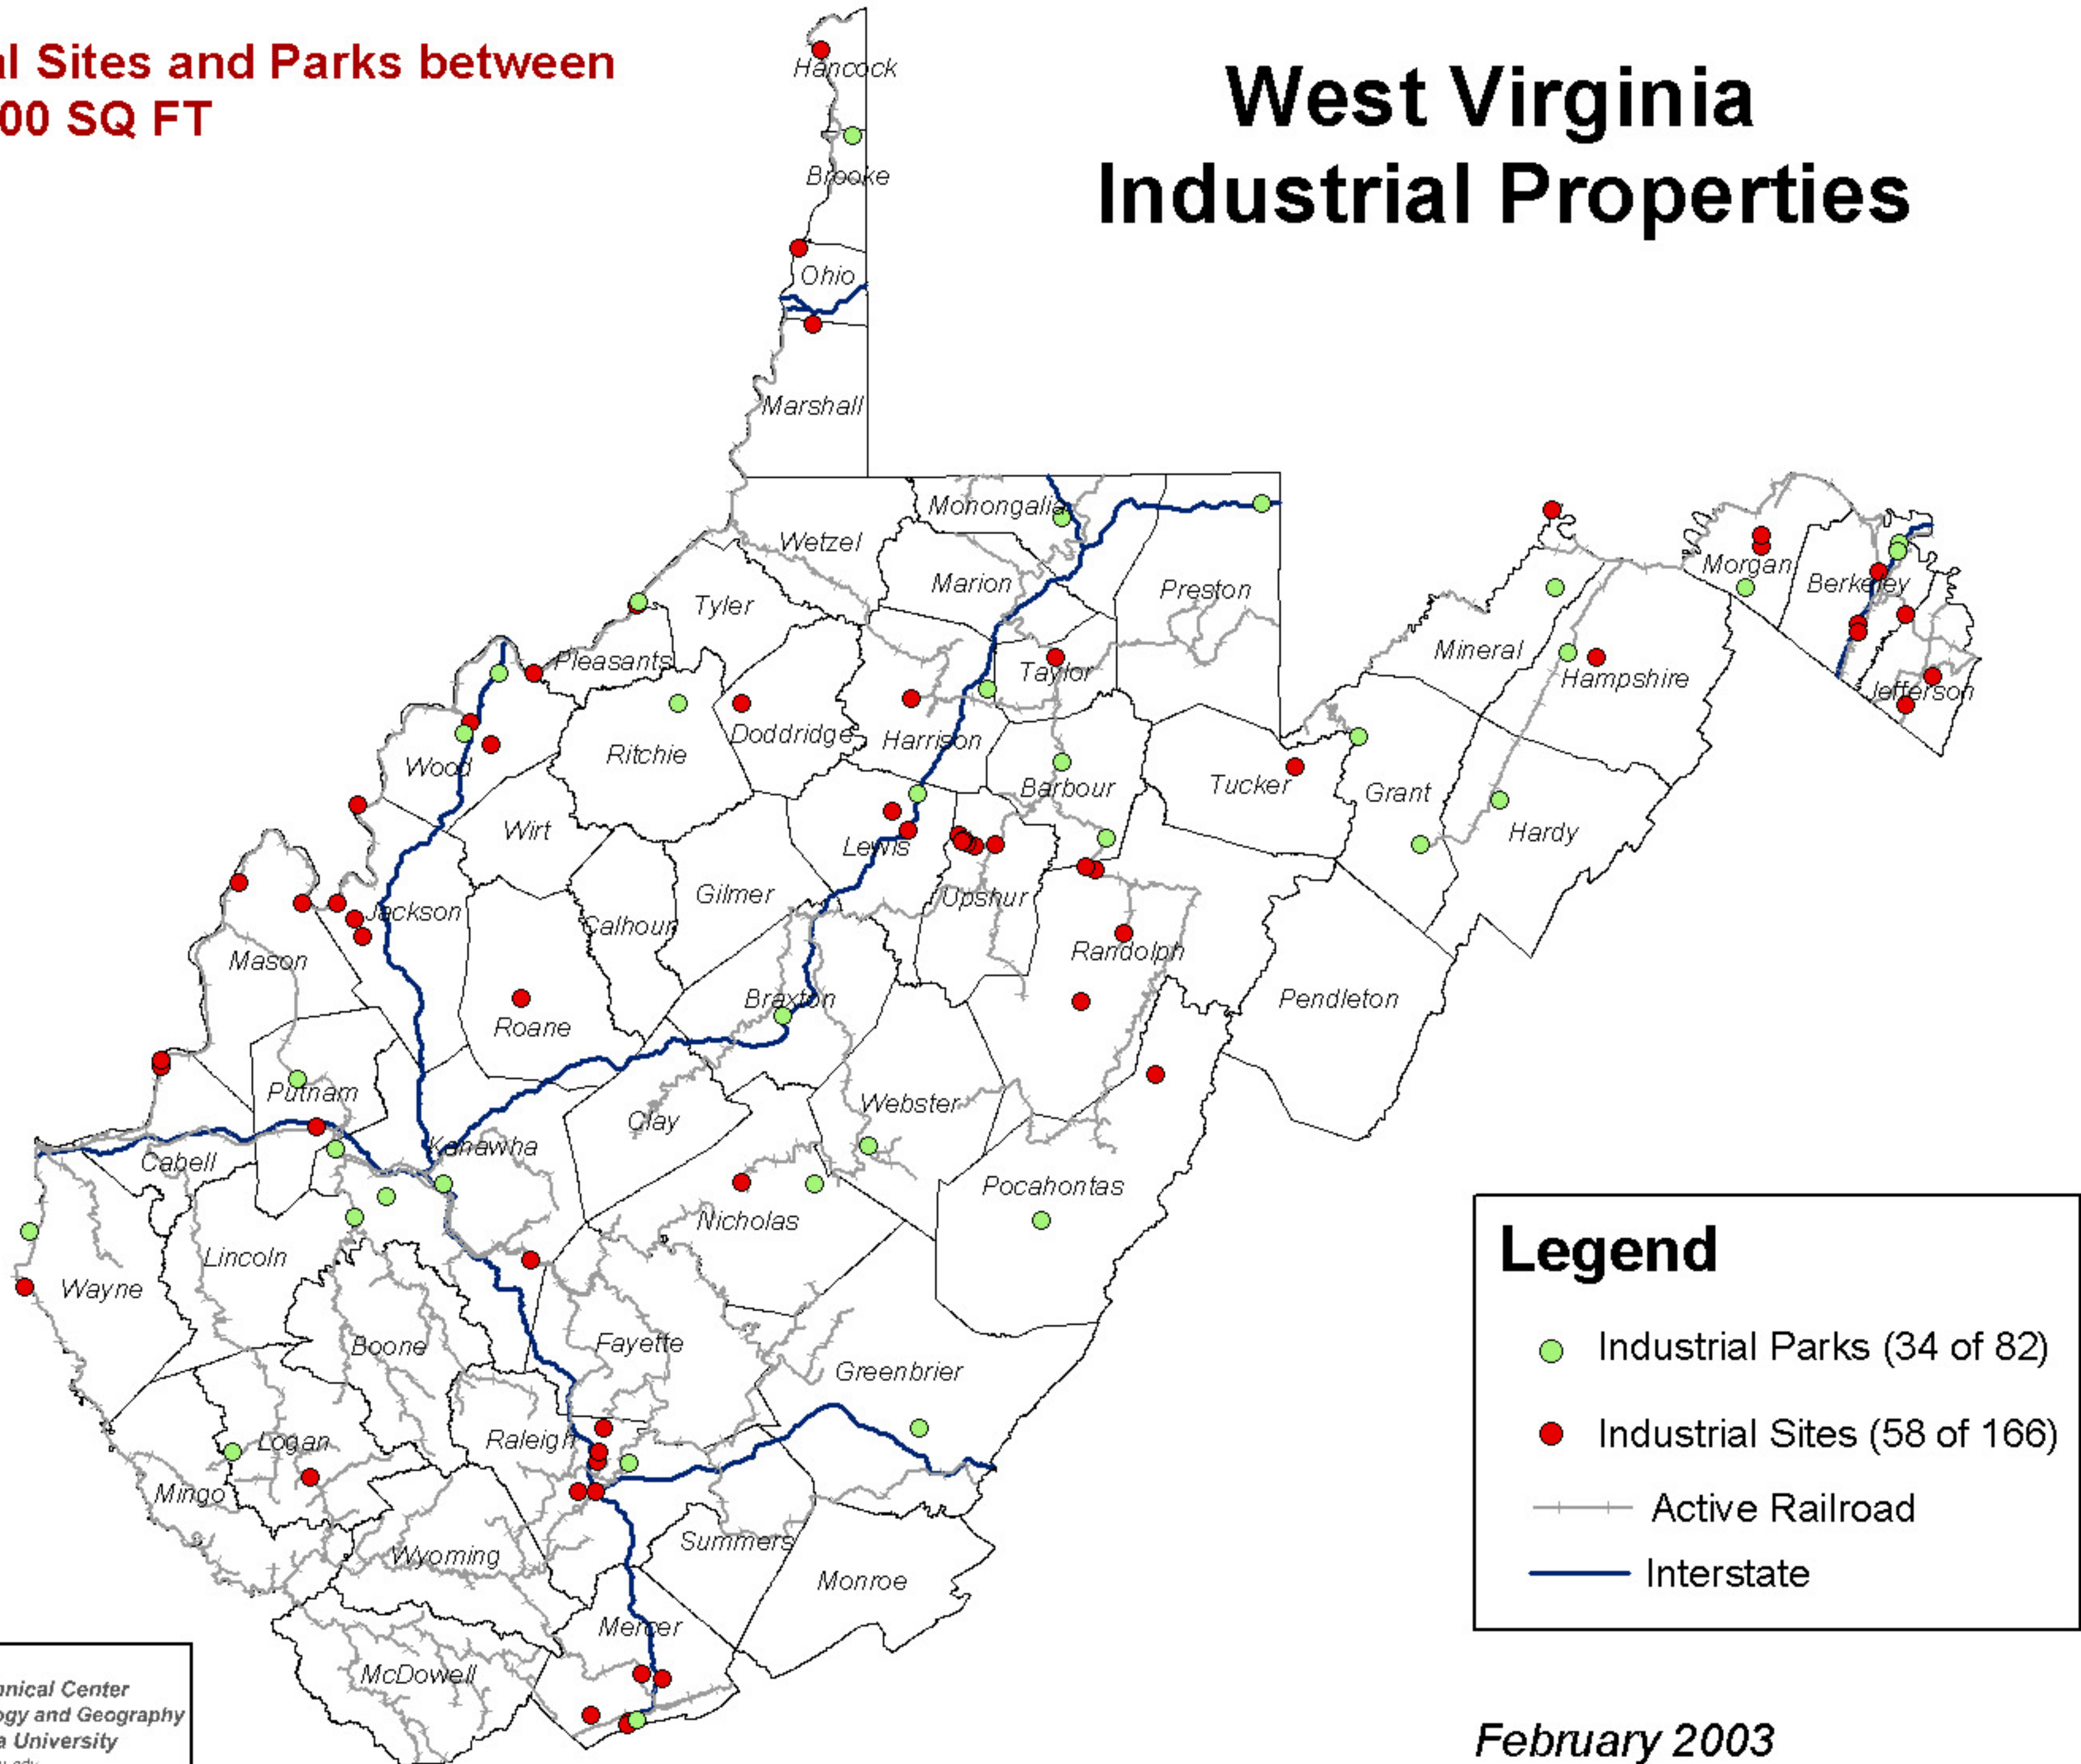 al Sites and Parks between
00 SQ FT
West Virginia
Industrial Properties
Hancock
Brooke
Ohio
Marshall
Monongalia
Wetzel
Marion
Preston
Tyler
Morgan
Berkeley
Pleasants
Taylor
Mineral
Hampshire
Jefferson
Doddridge
Harrison
Ritchie
Wood
Barbour
Tucker
Grant
Wirt
Lewis
Hardy
Gilmer
Upshur
Jackson
Calhoun
Randolph
Mason
Braxton
Pendleton
Roane
Putnam
Webster
Clay
Kanawha
Cabell
Pocahontas
Nicholas
Lincoln
Wayne
Boone
Fayette
Greenbrier
Logan
Raleigh
Mingo
Summers
Wyoming
Monroe
Mercer
McDowell
Legend
Industrial Parks (34 of 82)
Industrial Sites (58 of 166)
Active Railroad
Interstate
hnical Center
ogy and Geography
a University
February 2003